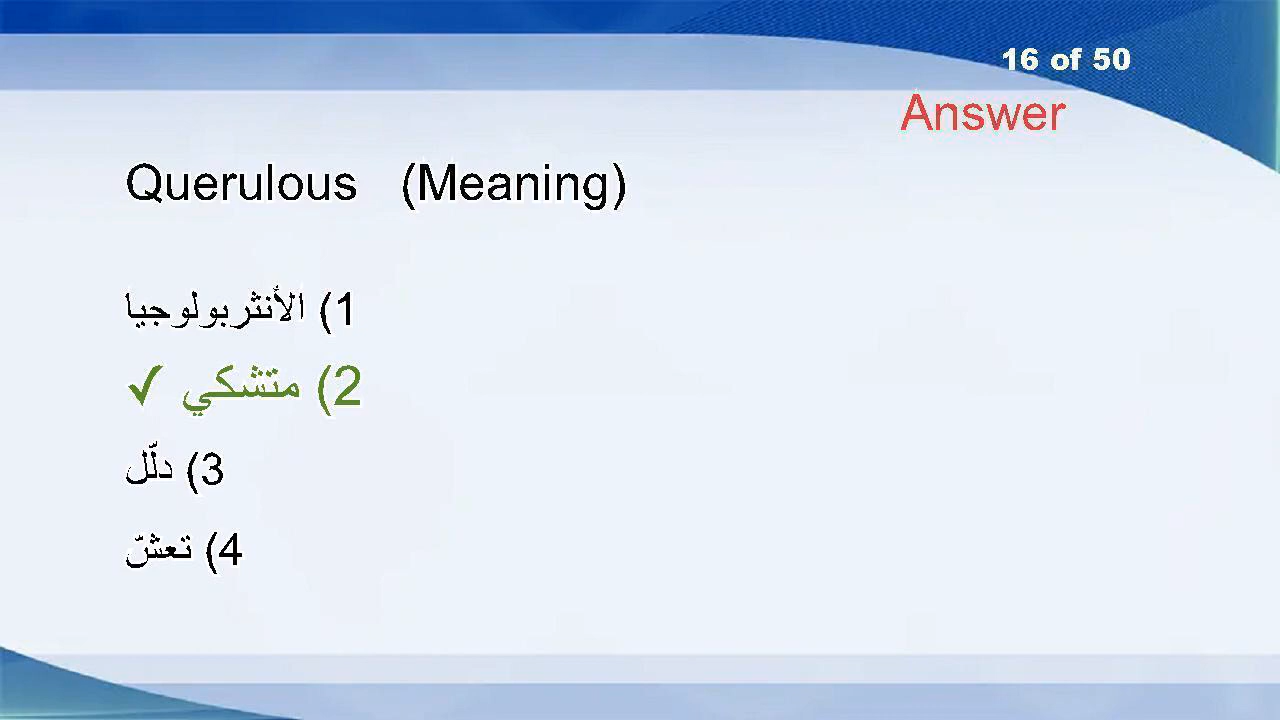 16 of 50
Answer
Querulous (Meaning)
1) الأنثربولوجيا
2) متشكي ✓
3) دلّل
4) تعشّ